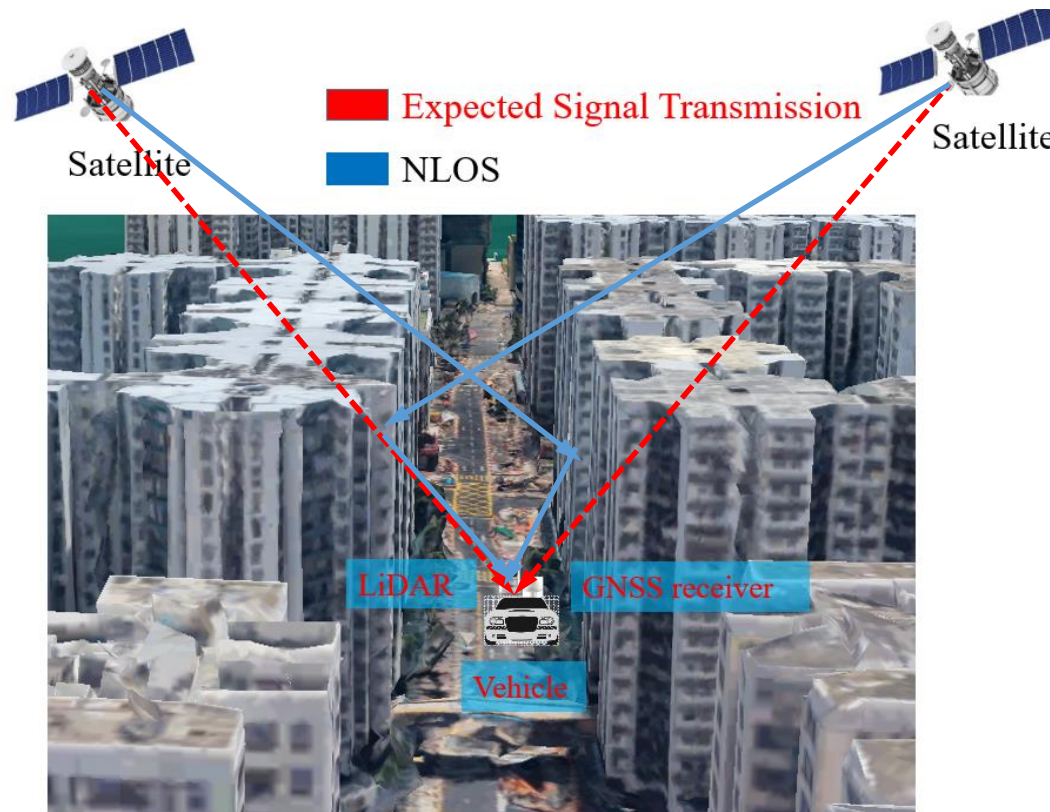 Expected Signal Transmission
Satellite
NLOS
Satellite
LiDAR
GNSS receiver
Vehicle